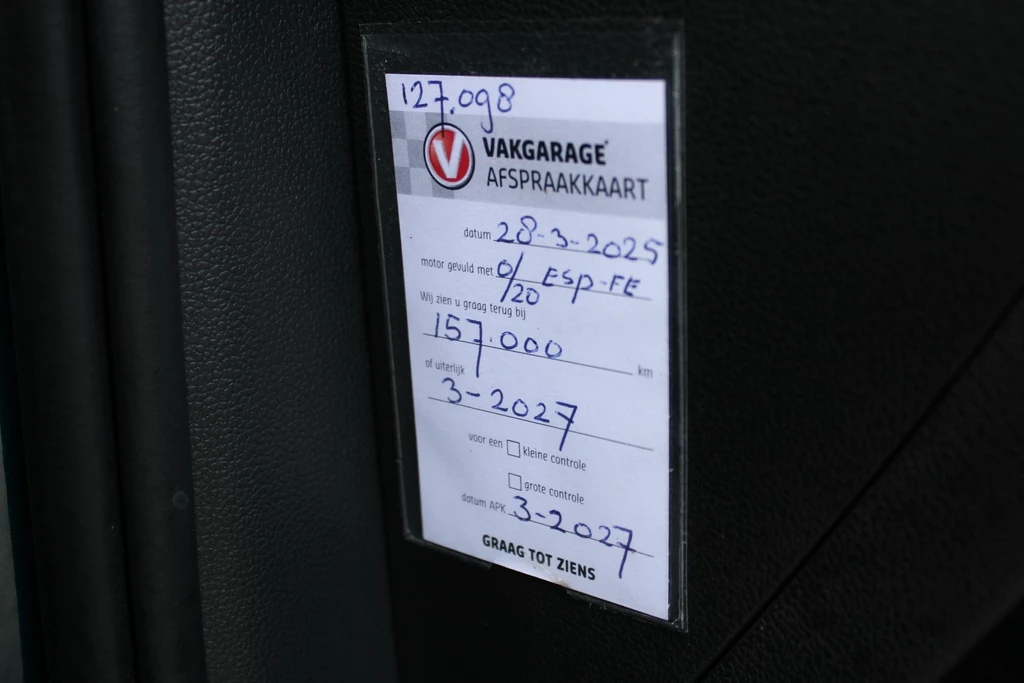 127.098
V VAKGARAGE
AFSPRAAKKAART
datum 28-3-2025
motor gevuld met 0/20 ESP-FE
Wij zien u graag terug bij
157.000 km
of uiterlijk
3-2027
voor een kleine controle
grote controle
datum APK 3-2027
GRAAG TOT ZIENS